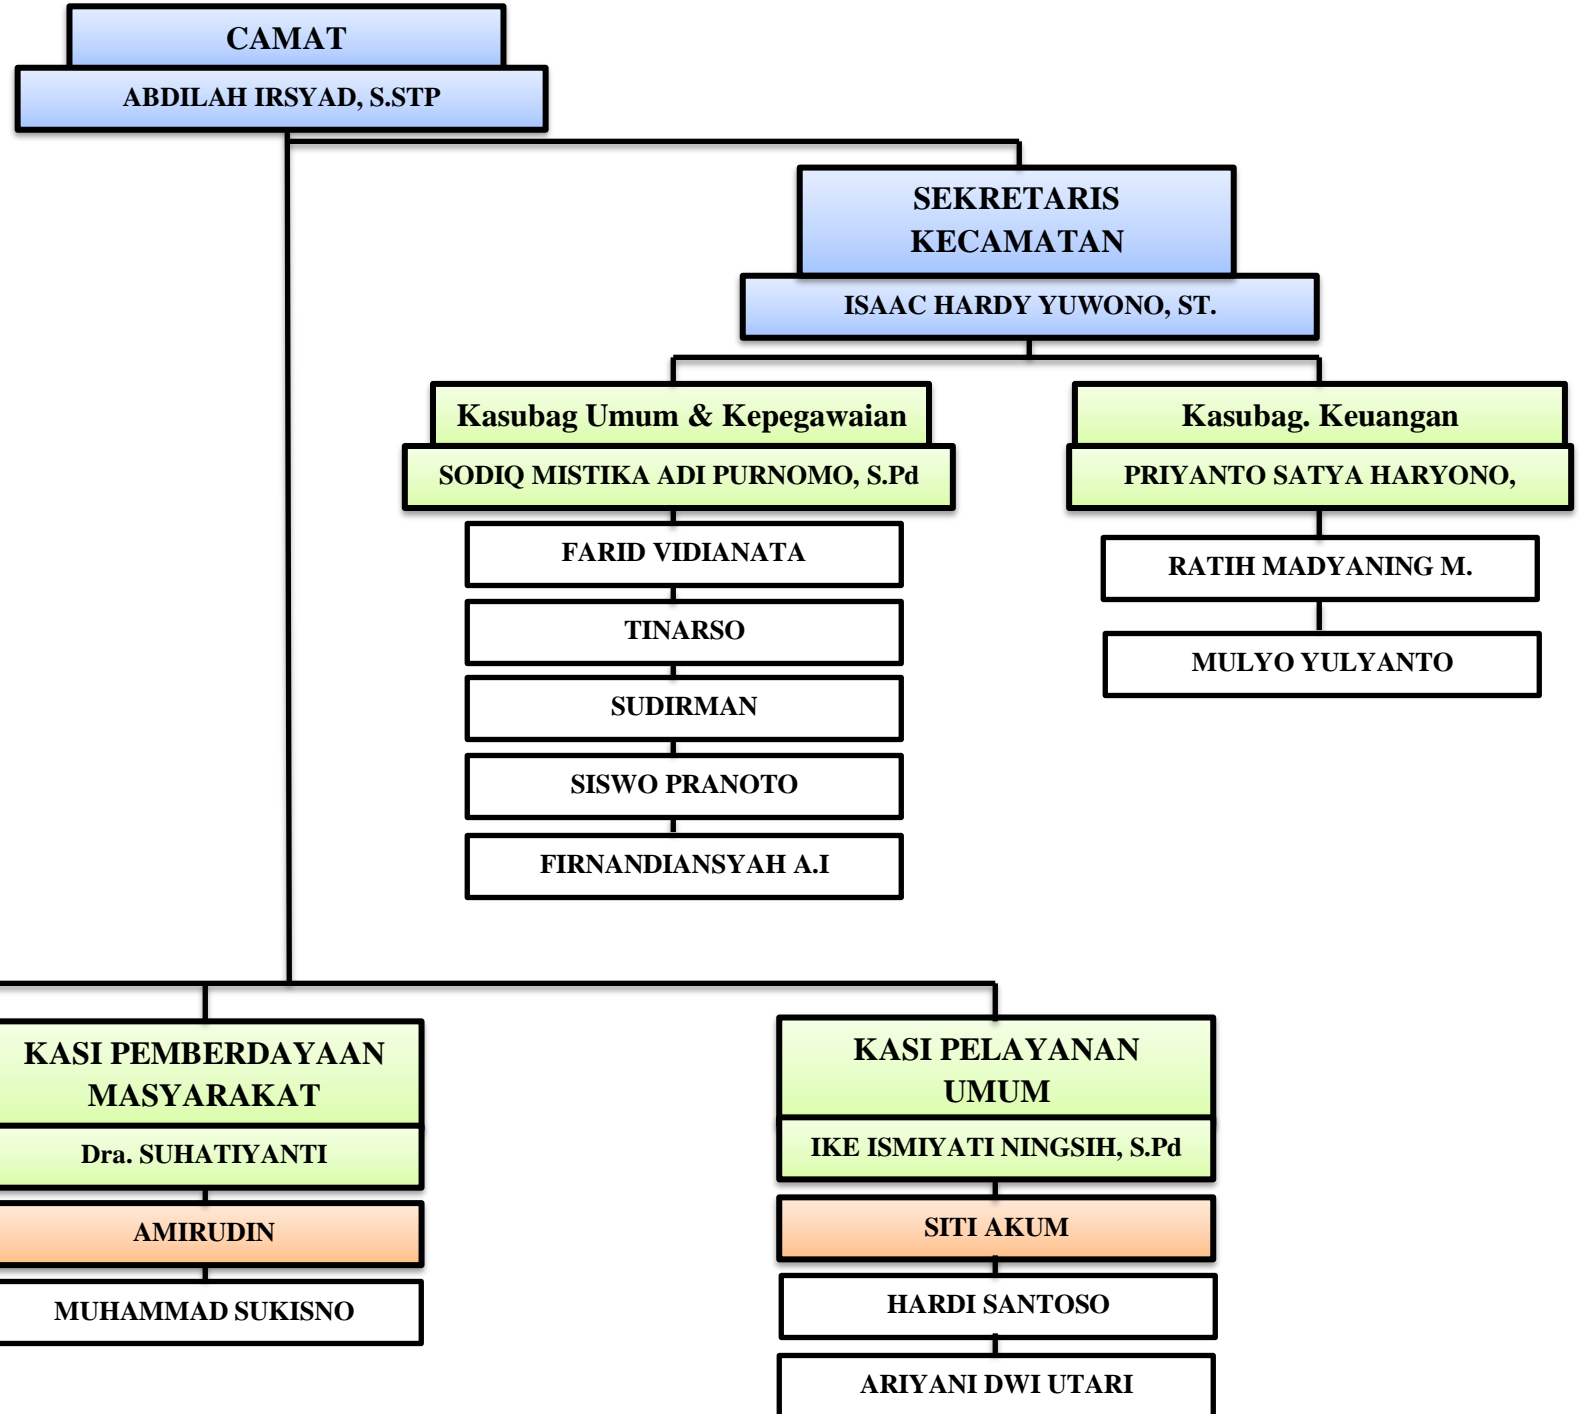 CAMAT
ABDILAH IRSYAD, S.STP
SEKRETARIS
KECAMATAN
ISAAC HARDY YUWONO, ST.
Kasubag Umum & Kepegawaian
SODIQ MISTIKA ADI PURNOMO, S.Pd
FARID VIDIANATA
TINARSO
SUDIRMAN
SISWO PRANOTO
FIRNANDIANSYAH A.I
Kasubag. Keuangan
PRIYANTO SATYA HARYONO,
RATIH MADYANING M.
MULYO YULYANTO
KASI PEMBERDAYAAN
MASYARAKAT
Dra. SUHATIYANTI
AMIRUDIN
MUHAMMAD SUKISNO
KASI PELAYANAN
UMUM
IKE ISMIYATI NINGSIH, S.Pd
SITI AKUM
HARDI SANTOSO
ARIYANI DWI UTARI